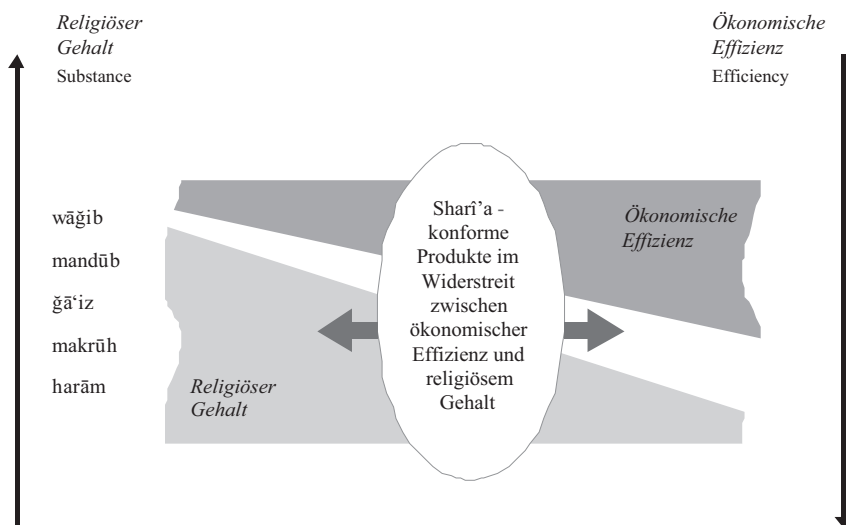 Religiöser
Gehalt
Substance
Ökonomische
Effizienz
Efficiency
wāǧib
mandūb
ǧā‘iz
makrūh
harām
Sharî’a -
konforme
Produkte im
Widerstreit
zwischen
ökonomischer
Effizienz und
religiösem
Gehalt
Ökonomische
Effizienz
Religiöser
Gehalt